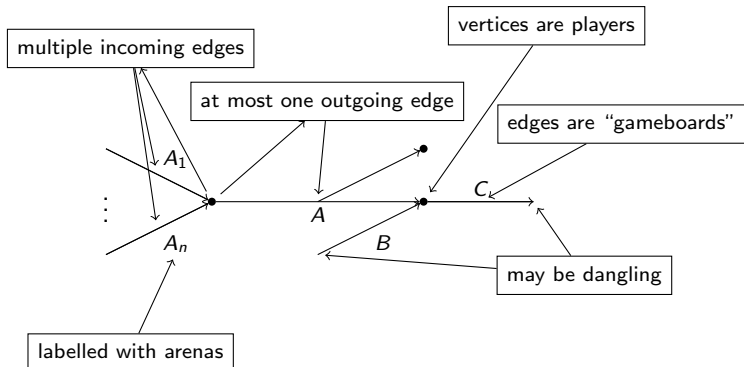 vertices are players
multiple incoming edges
at most one outgoing edge
edges are “gameboards”
A₁
C
A
⋮
Aₙ
B
may be dangling
labelled with arenas